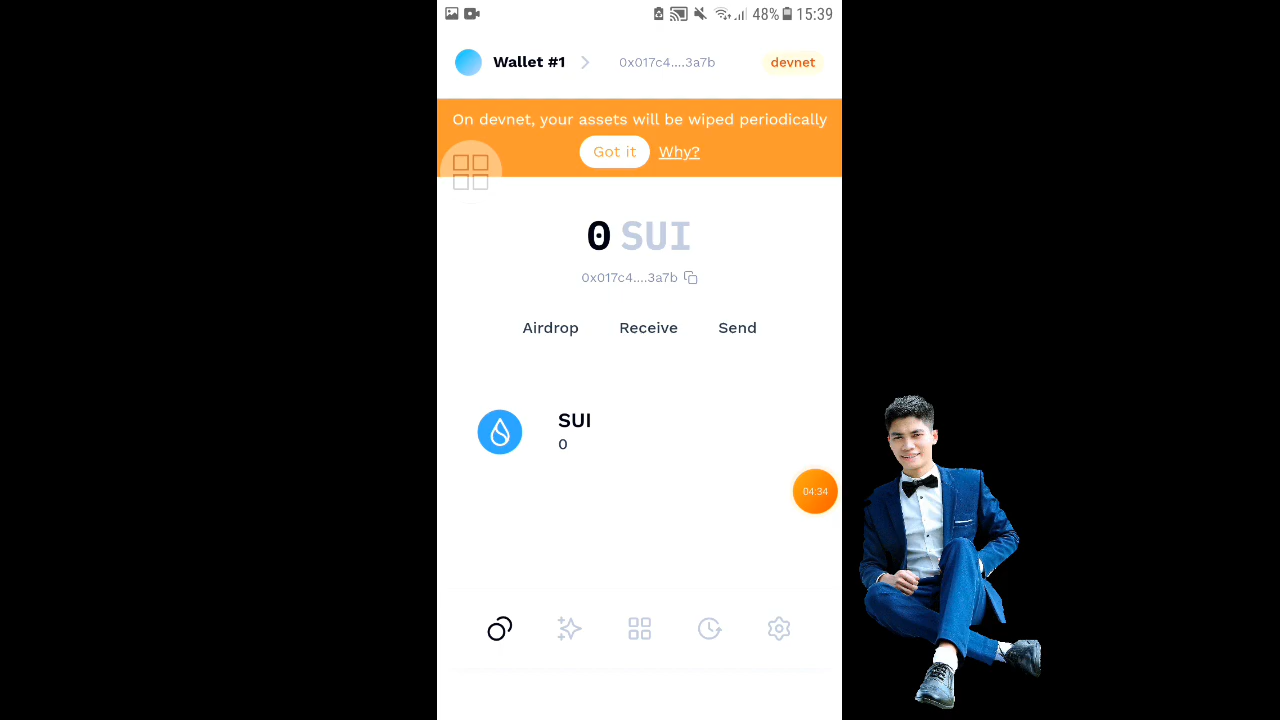 48% 15:39
Wallet #1 0x017c4....3a7b devnet
On devnet, your assets will be wiped periodically
Got it Why?
0 SUI
0x017c4....3a7b
Airdrop Receive Send
SUI
0
04:34